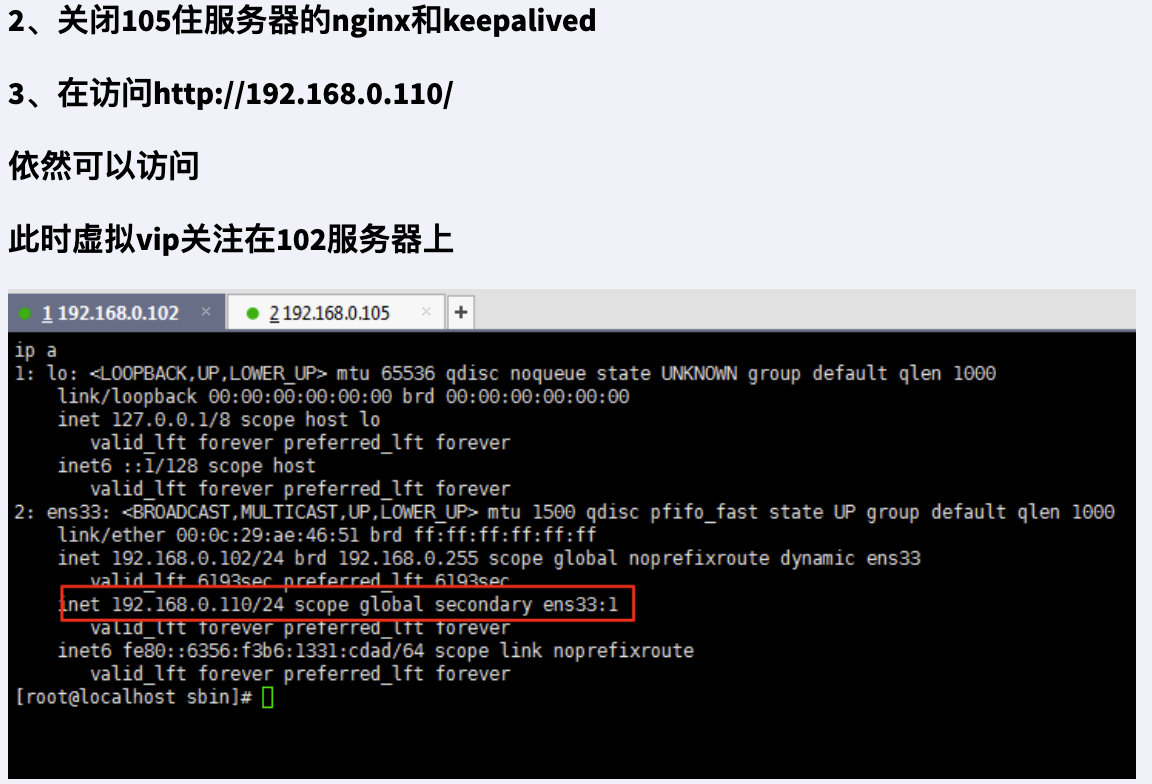 2、关闭105住服务器的nginx和keepalived
3、在访问http://192.168.0.110/
依然可以访问
此时虚拟vip关注在102服务器上
1 192.168.0.102 × 2 192.168.0.105 × +
ip a
1: lo: <LOOPBACK,UP,LOWER_UP> mtu 65536 qdisc noqueue state UNKNOWN group default qlen 1000
link/loopback 00:00:00:00:00:00 brd 00:00:00:00:00:00
inet 127.0.0.1/8 scope host lo
valid_lft forever preferred_lft forever
inet6 ::1/128 scope host
valid_lft forever preferred_lft forever
2: ens33: <BROADCAST,MULTICAST,UP,LOWER_UP> mtu 1500 qdisc pfifo_fast state UP group default qlen 1000
link/ether 00:0c:29:ae:46:51 brd ff:ff:ff:ff:ff:ff
inet 192.168.0.102/24 brd 192.168.0.255 scope global noprefixroute dynamic ens33
valid_lft 6193sec preferred_lft 6193sec
inet 192.168.0.110/24 scope global secondary ens33:1
valid_lft forever preferred_lft forever
inet6 fe80::6356:f3b6:1331:cdad/64 scope link noprefixroute
valid_lft forever preferred_lft forever
[root@localhost sbin]#